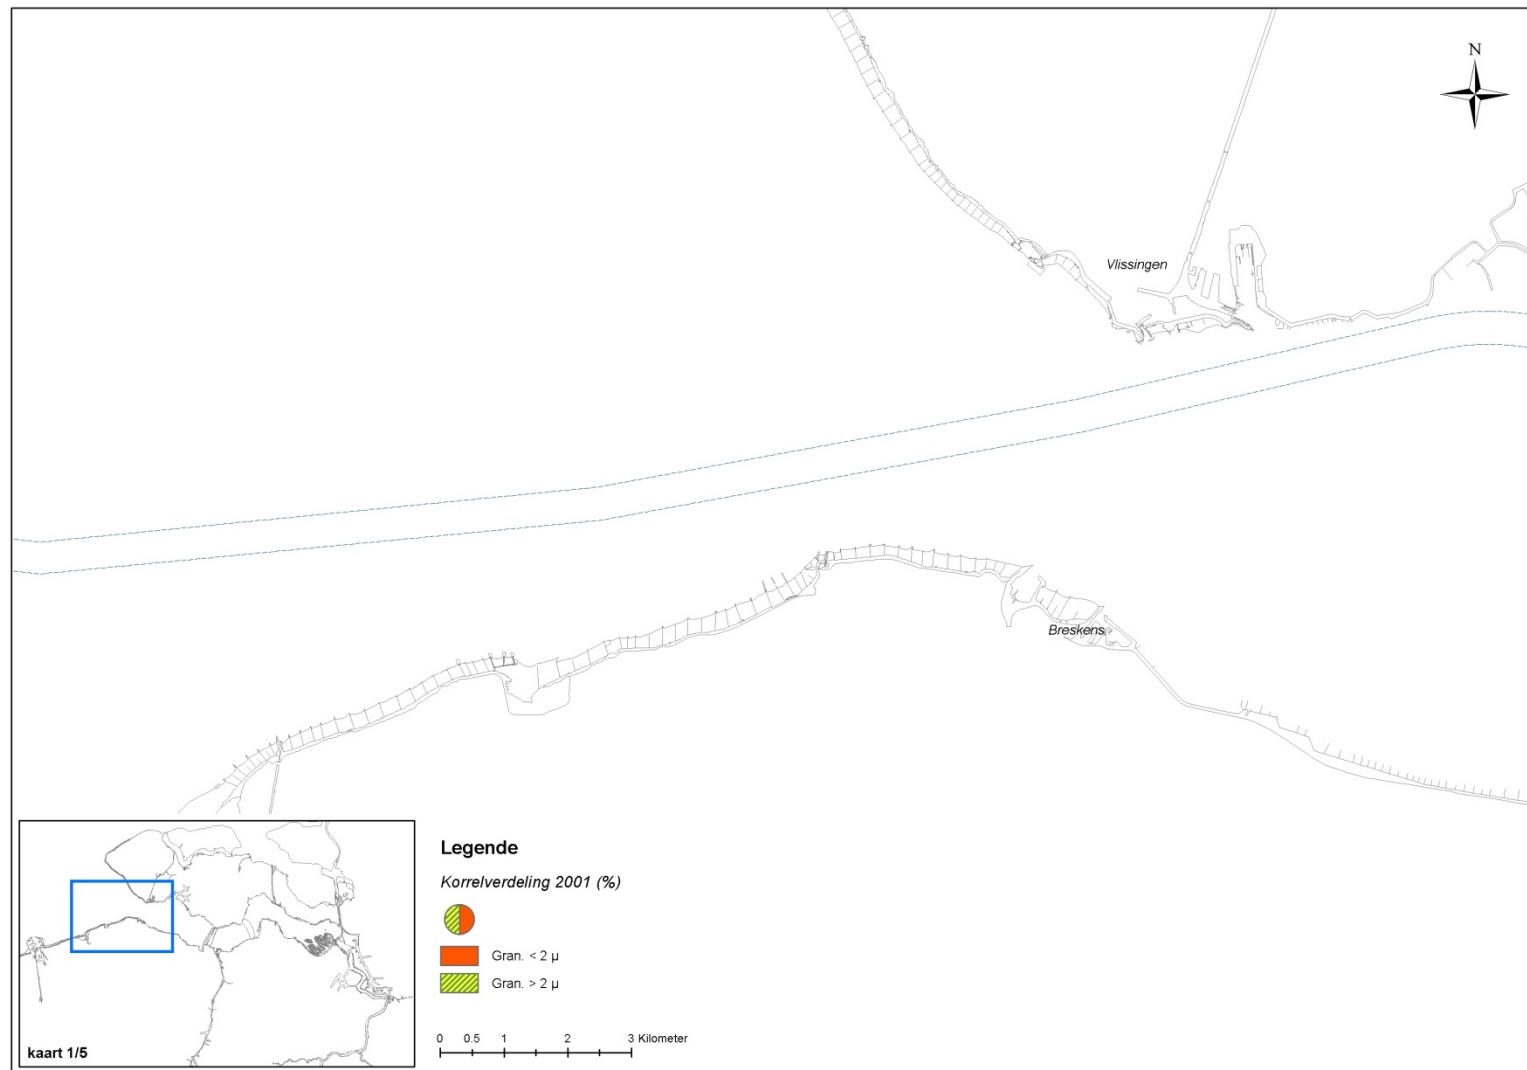 N
Vlissingen
Breskens
Legende
Korrelverdeling 2001 (%)
Gran. < 2 µ
Gran. > 2 µ
0 0.5 1 2 3 Kilometer
kaart 1/5